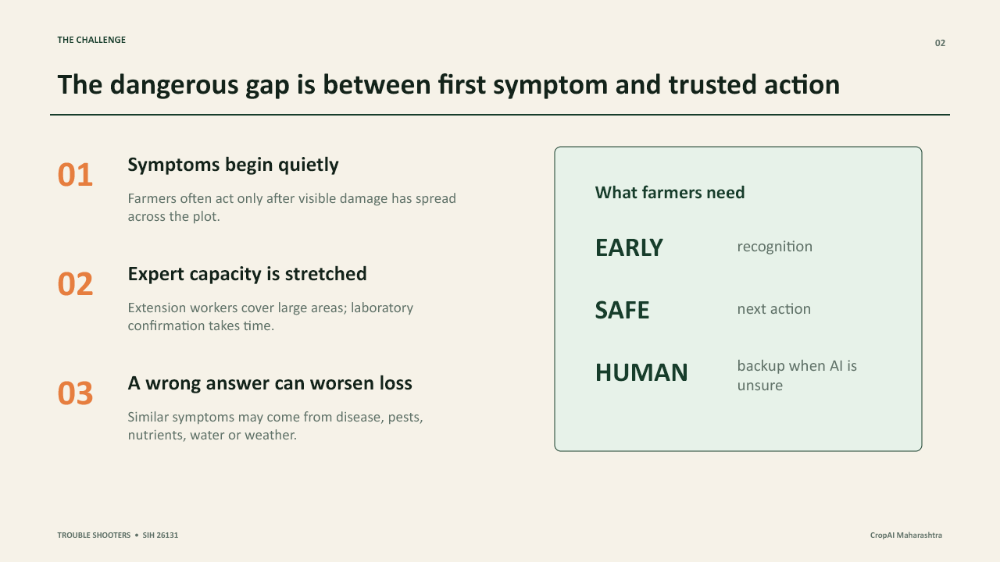 THE CHALLENGE
02
The dangerous gap is between first symptom and trusted action
01
Symptoms begin quietly
Farmers often act only after visible damage has spread
across the plot.
02
Expert capacity is stretched
Extension workers cover large areas; laboratory
confirmation takes time.
03
A wrong answer can worsen loss
Similar symptoms may come from disease, pests,
nutrients, water or weather.
What farmers need
EARLY recognition
SAFE next action
HUMAN backup when AI is
unsure
TROUBLE SHOOTERS • SIH 26131
CropAI Maharashtra